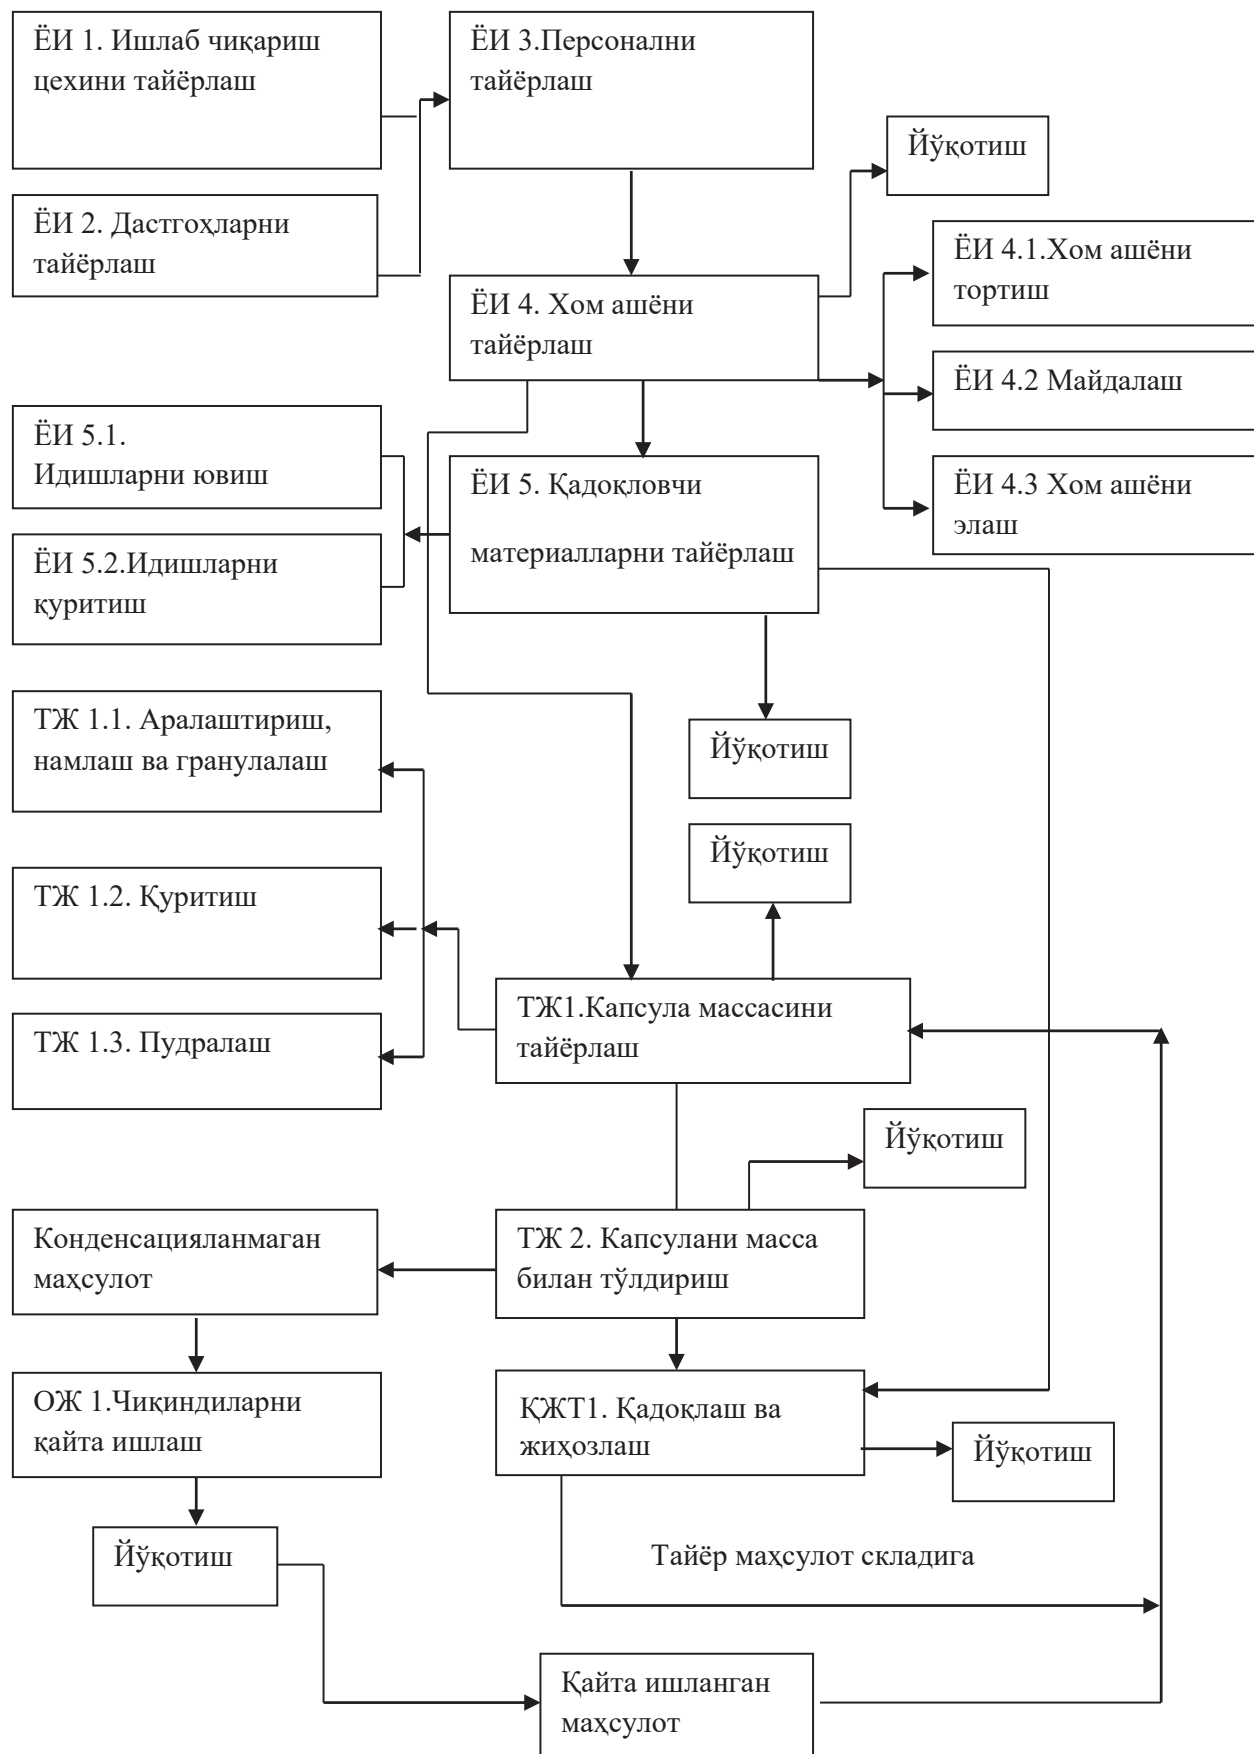 ЁИ 1. Ишлаб чиқариш
цехини тайёрлаш
ЁИ 3.Персонални
тайёрлаш
Йўқотиш
ЁИ 2. Дастгоҳларни
тайёрлаш
ЁИ 4.1.Хом ашёни
тортиш
ЁИ 4. Хом ашёни
тайёрлаш
ЁИ 4.2 Майдалаш
ЁИ 5.1.
Идишларни ювиш
ЁИ 5. Қадоқловчи
материалларни тайёрлаш
ЁИ 4.3 Хом ашёни
элаш
ЁИ 5.2.Идишларни
қуритиш
ТЖ 1.1. Аралаштириш,
намлаш ва гранулалаш
Йўқотиш
Йўқотиш
ТЖ 1.2. Қуритиш
ТЖ1.Капсула массасини
тайёрлаш
ТЖ 1.3. Пудралаш
Йўқотиш
Конденсацияланмаган
маҳсулот
ТЖ 2. Капсулани масса
билан тўлдириш
ОЖ 1.Чиқиндиларни
қайта ишлаш
ҚЖТ1. Қадоқлаш ва
жиҳозлаш
Йўқотиш
Йўқотиш
Тайёр маҳсулот складига
Қайта ишланган
маҳсулот